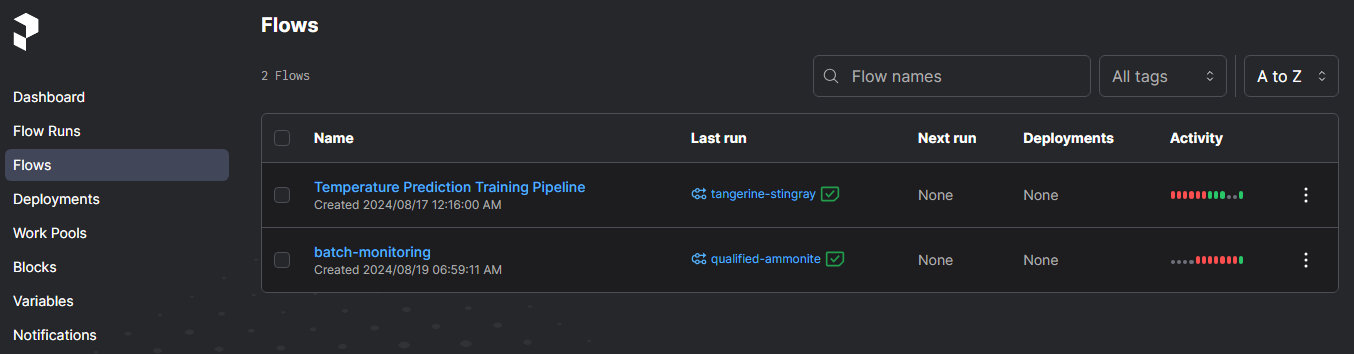 Flows
2 Flows
Flow names
All tags
A to Z
Dashboard
Flow Runs
Flows
Deployments
Work Pools
Blocks
Variables
Notifications
Name Last run Next run Deployments Activity
Temperature Prediction Training Pipeline tangerine-stingray None None
Created 2024/08/17 12:16:00 AM
batch-monitoring qualified-ammonite None None
Created 2024/08/19 06:59:11 AM